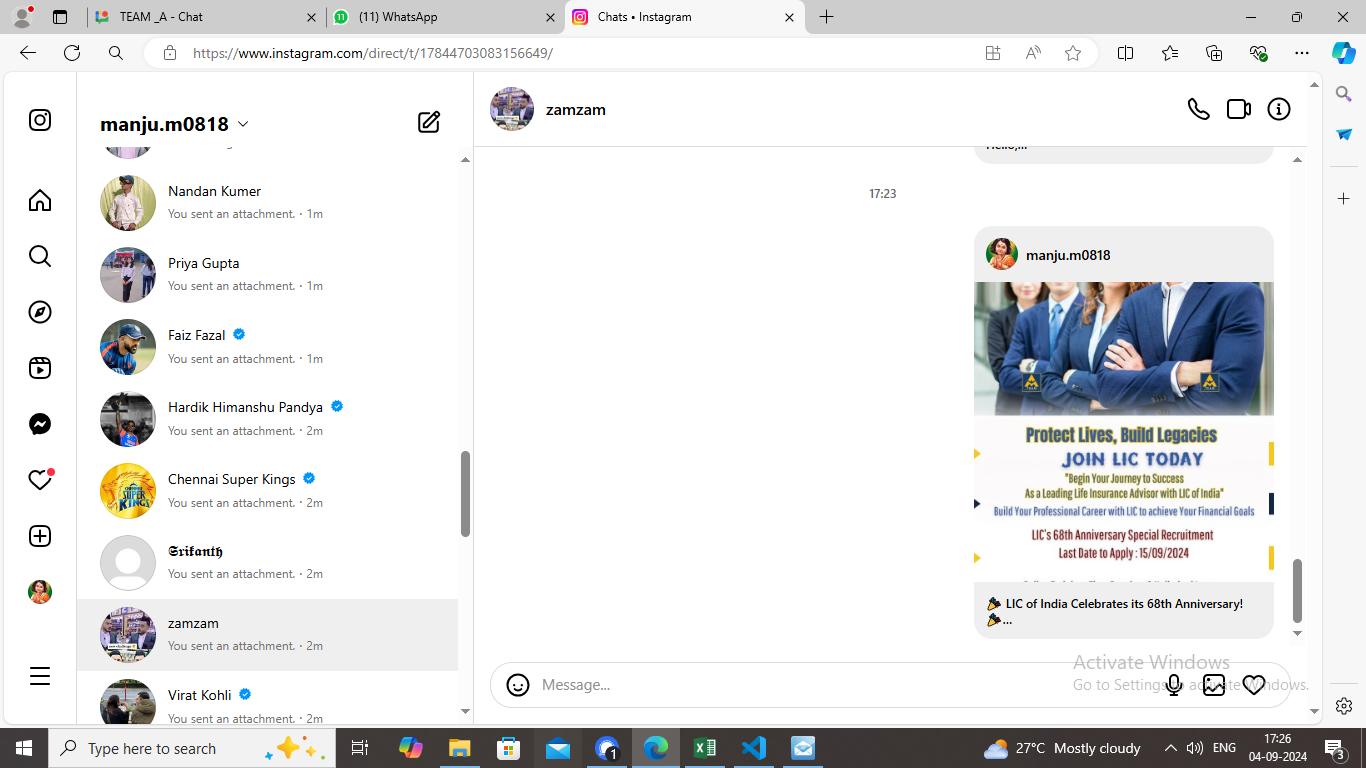 TEAM _A - Chat
(11) WhatsApp
Chats • Instagram
https://www.instagram.com/direct/t/17844703083156649/
manju.m0818
Nandan Kumer
You sent an attachment. · 1m
Priya Gupta
You sent an attachment. · 1m
Faiz Fazal
You sent an attachment. · 1m
Hardik Himanshu Pandya
You sent an attachment. · 2m
Chennai Super Kings
You sent an attachment. · 2m
𝕾𝖗𝖎𝖐𝖆𝖓𝖙𝖍
You sent an attachment. · 2m
zamzam
You sent an attachment. · 2m
Virat Kohli
You sent an attachment. · 2m
zamzam
Hello,...
17:23
manju.m0818
Protect Lives, Build Legacies
JOIN LIC TODAY
"Begin Your Journey to Success
As a Leading Life Insurance Advisor with LIC of India"
Build Your Professional Career with LIC to achieve Your Financial Goals
LIC's 68th Anniversary Special Recruitment
Last Date to Apply : 15/09/2024
🎉 LIC of India Celebrates its 68th Anniversary!
🎉...
Message...
Activate Windows
Go to Settings to activate Windows.
Type here to search
27°C Mostly cloudy
ENG
17:26
04-09-2024
3